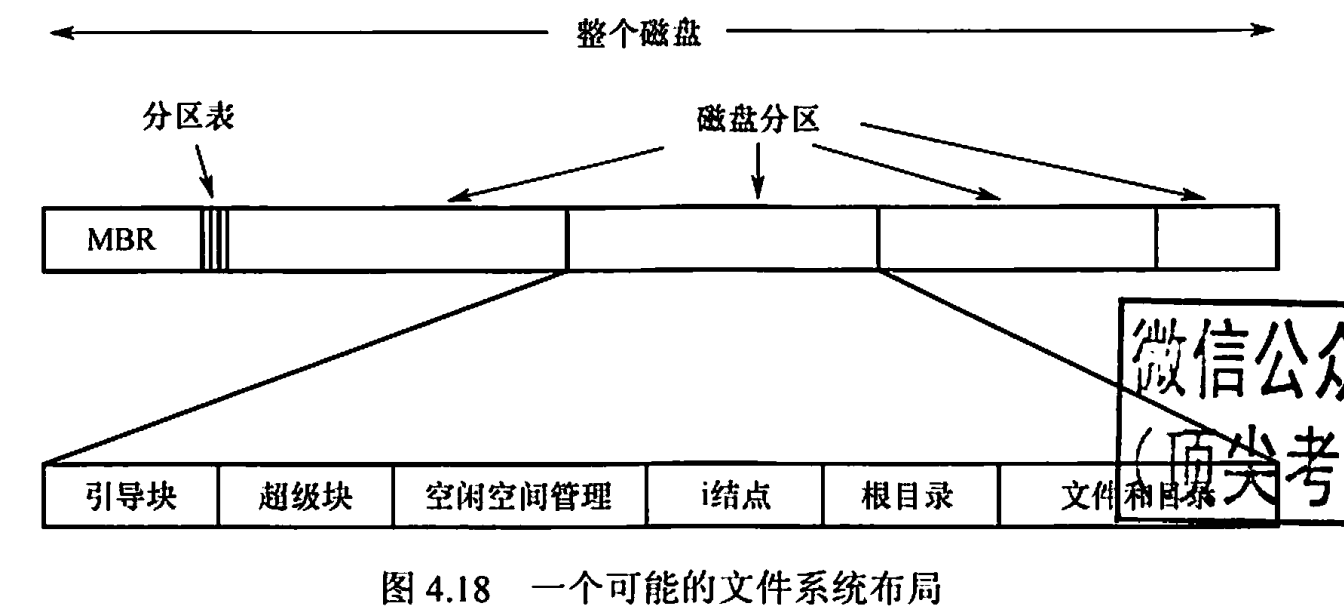 整个磁盘
分区表
磁盘分区
MBR
微信公众
(顶尖考
引导块
超级块
空闲空间管理
i结点
根目录
文件和目录
图 4.18 一个可能的文件系统布局